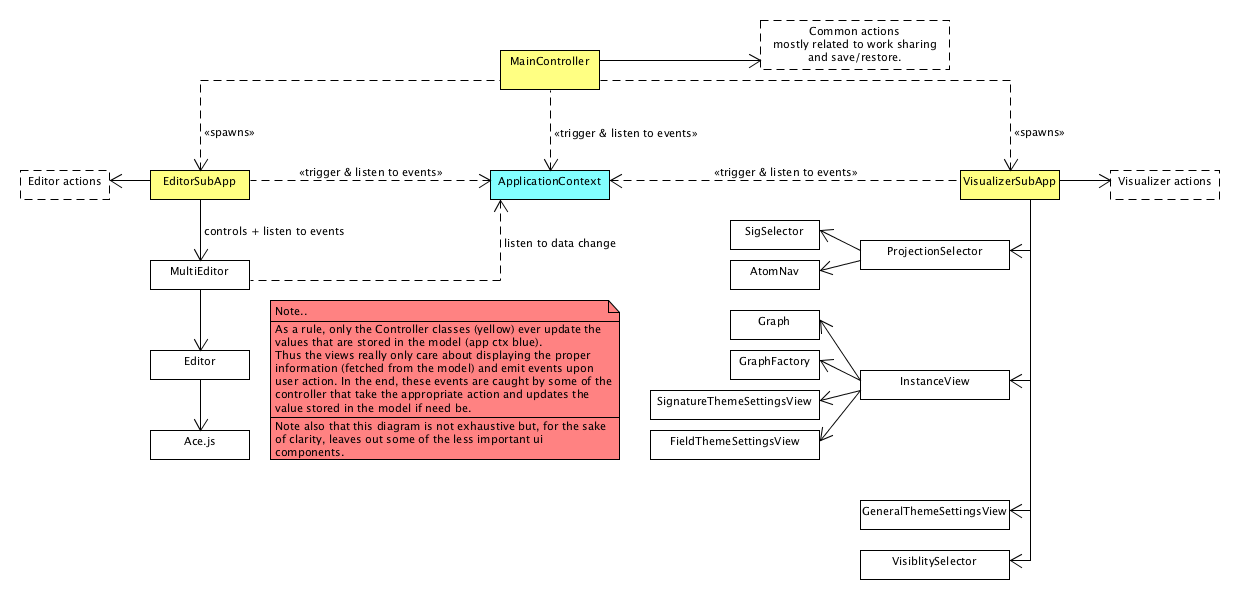 Common actions
mostly related to work sharing
and save/restore.
MainController
«spawns»
«trigger & listen to events»
«spawns»
Editor actions
EditorSubApp
«trigger & listen to events»
ApplicationContext
«trigger & listen to events»
VisualizerSubApp
Visualizer actions
controls + listen to events
listen to data change
MultiEditor
SigSelector
AtomNav
ProjectionSelector
Note..
As a rule, only the Controller classes (yellow) ever update the
values that are stored in the model (app ctx blue).
Thus the views really only care about displaying the proper
information (fetched from the model) and emit events upon
user action. In the end, these events are caught by some of the
controller that take the appropriate action and updates the
value stored in the model if need be.
Note also that this diagram is not exhaustive but, for the sake
of clarity, leaves out some of the less important ui
components.
Editor
Ace.js
Graph
GraphFactory
SignatureThemeSettingsView
FieldThemeSettingsView
InstanceView
GeneralThemeSettingsView
VisiblitySelector